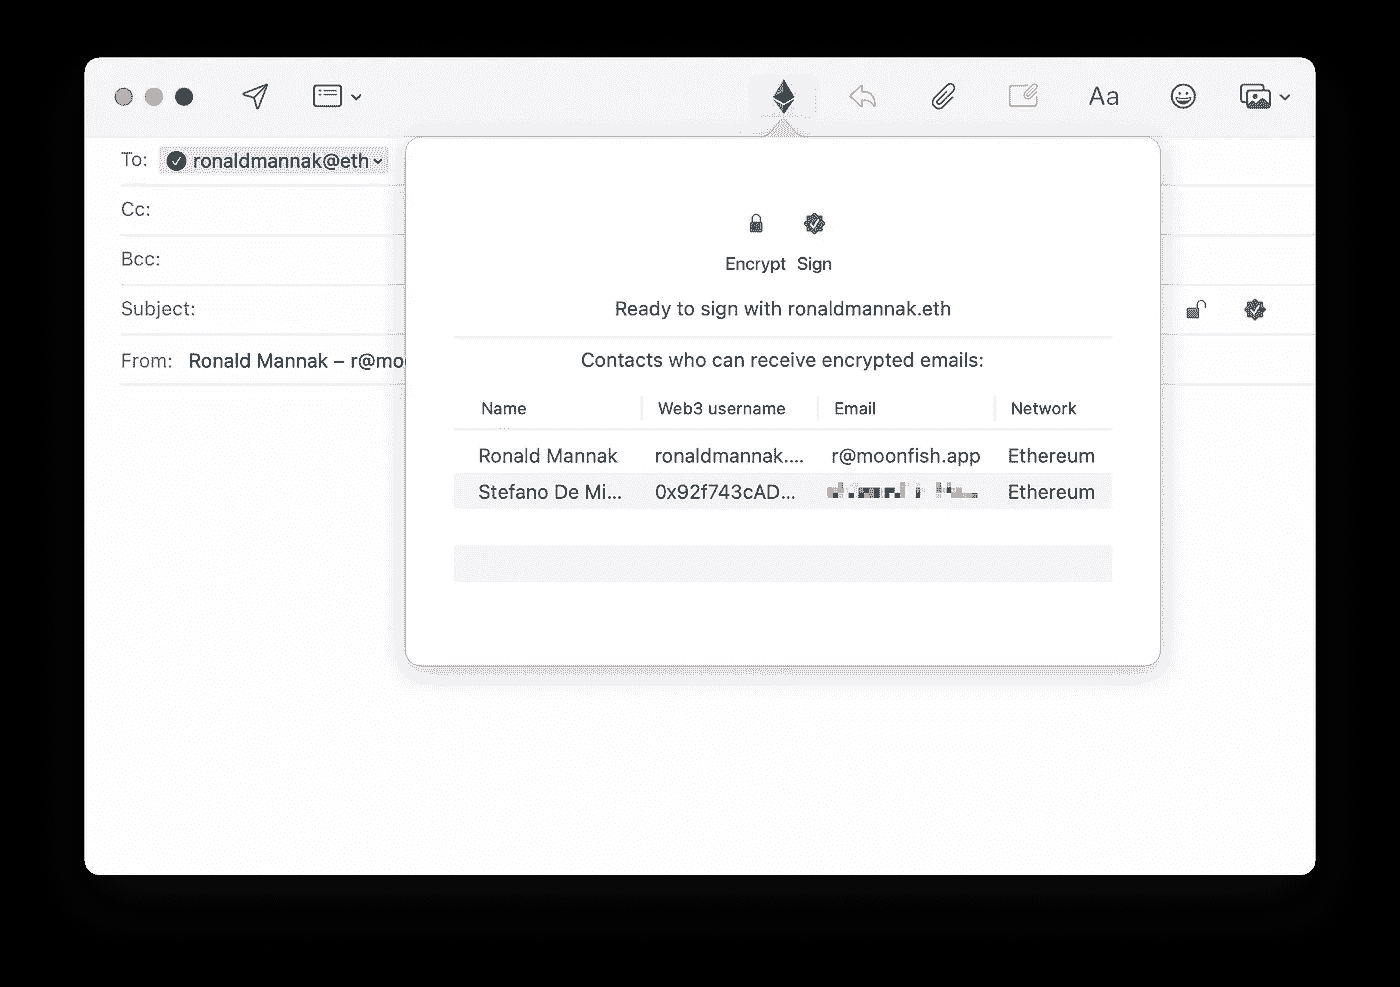 Aa
To: ronaldmannak@eth
Cc:
Bcc:
Subject:
From: Ronald Mannak – r@mo
Encrypt Sign
Ready to sign with ronaldmannak.eth
Contacts who can receive encrypted emails:
Name Web3 username Email Network
Ronald Mannak ronaldmannak.... r@moonfish.app Ethereum
Stefano De Mi... 0x92f743cAD... Ethereum